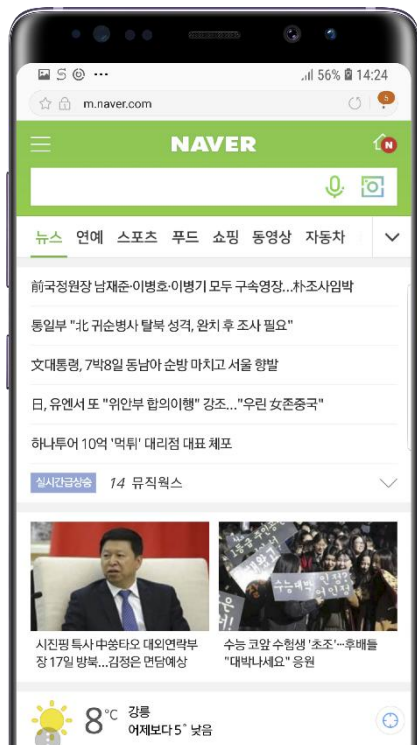 56% 14:24
m.naver.com
5
NAVER
N
뉴스 연예 스포츠 푸드 쇼핑 동영상 자동차
前국정원장 남재준·이병호·이병기 모두 구속영장...朴조사임박
통일부 "北 귀순병사 탈북 성격, 완치 후 조사 필요"
文대통령, 7박8일 동남아 순방 마치고 서울 향발
日, 유엔서 또 "위안부 합의이행" 강조..."우린 女존중국"
하나투어 10억 '먹튀' 대리점 대표 체포
실시간급상승 14 뮤직웍스
수능대박
시진핑 특사 中쑹타오 대외연락부
장 17일 방북...김정은 면담예상
수능 코앞 수험생 '초조'…후배들
"대박나세요" 응원
8°C 강릉
어제보다 5° 낮음